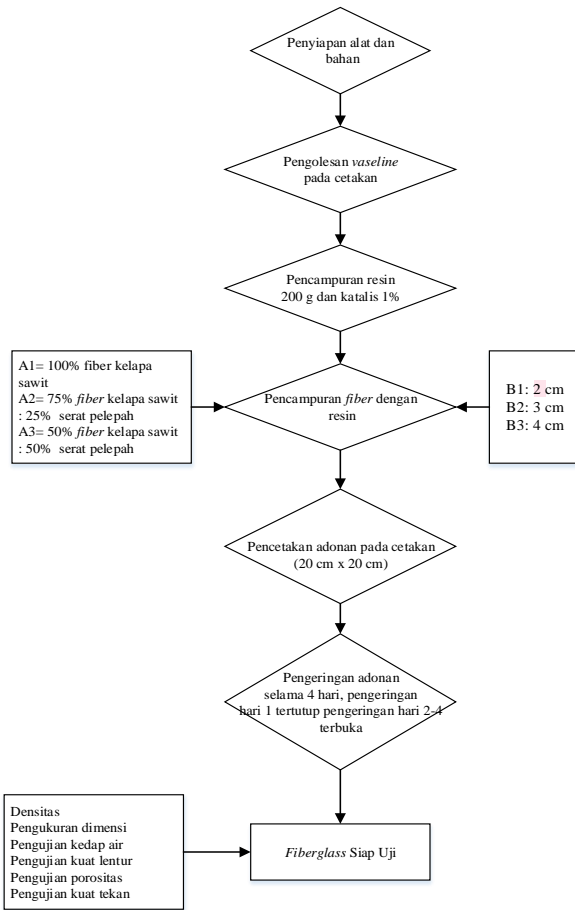 Penyiapan alat dan
bahan
Pengolesan vaseline
pada cetakan
Pencampuran resin
200 g dan katalis 1%
A1= 100% fiber kelapa
sawit
A2= 75% fiber kelapa sawit
: 25% serat pelepah
A3= 50% fiber kelapa sawit
: 50% serat pelepah
Pencampuran fiber dengan
resin
B1: 2 cm
B2: 3 cm
B3: 4 cm
Pencetakan adonan pada cetakan
(20 cm x 20 cm)
Pengeringan adonan
selama 4 hari, pengeringan
hari 1 tertutup pengeringan hari 2-4
terbuka
Densitas
Pengukuran dimensi
Pengujian kedap air
Pengujian kuat lentur
Pengujian porositas
Pengujian kuat tekan
Fiberglass Siap Uji